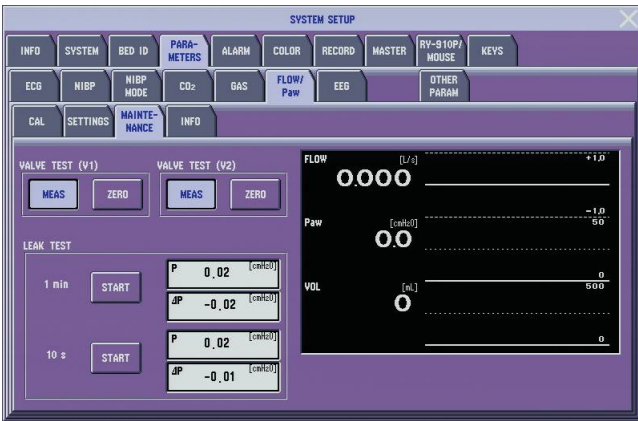 SYSTEM SETUP
INFO SYSTEM BED ID PARA-METERS ALARM COLOR RECORD MASTER RY-910P/MOUSE KEYS
ECG NIBP NIBP MODE CO2 GAS FLOW/Paw EEG OTHER PARAM
CAL SETTINGS MAINTE-NANCE INFO
VALVE TEST (V1) VALVE TEST (V2)
MEAS ZERO MEAS ZERO
LEAK TEST
1 min START
P 0.02 [cmH2O]
ΔP -0.02 [cmH2O]
10 s START
P 0.02 [cmH2O]
ΔP -0.01 [cmH2O]
FLOW [L/s] +1.0
0.000
-1.0
Paw [cmH2O] 50
0.0
0
VOL [mL] 500
0
0